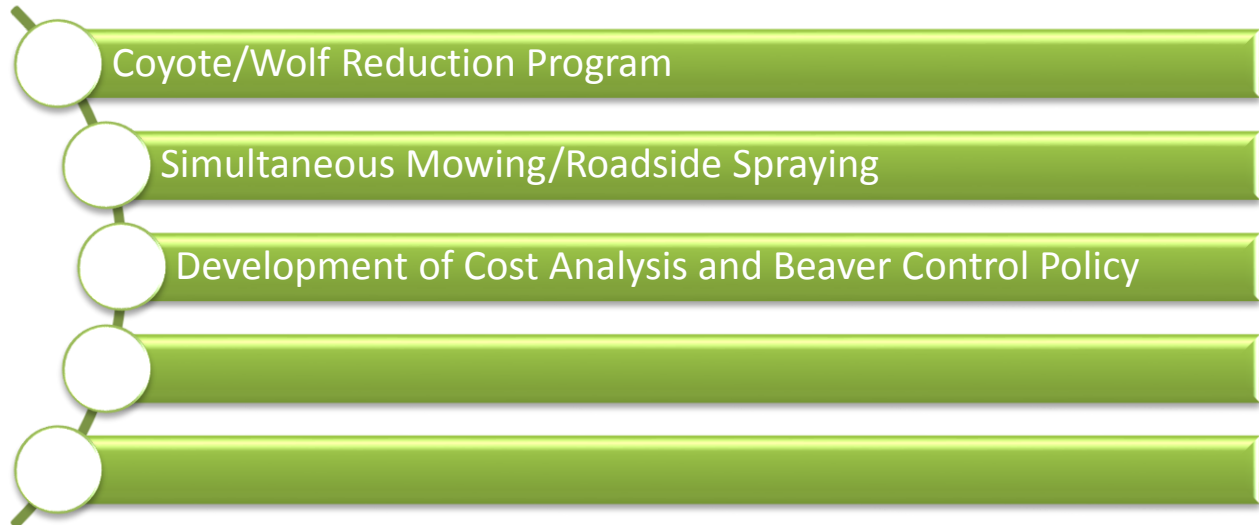 Coyote/Wolf Reduction Program
Simultaneous Mowing/Roadside Spraying
Development of Cost Analysis and Beaver Control Policy